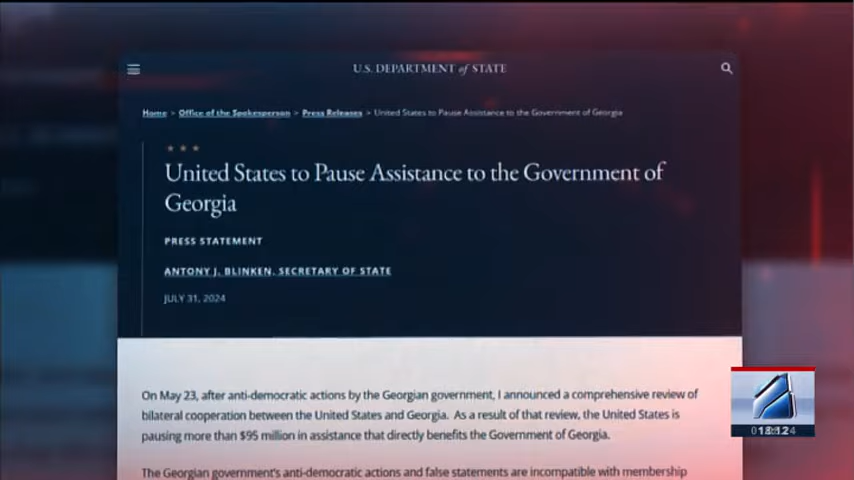 U.S. DEPARTMENT of STATE
Home > Office of the Spokesperson > Press Releases > United States to Pause Assistance to the Government of Georgia
United States to Pause Assistance to the Government of
Georgia
PRESS STATEMENT
ANTONY J. BLINKEN, SECRETARY OF STATE
JULY 31, 2024
On May 23, after anti-democratic actions by the Georgian government, I announced a comprehensive review of
bilateral cooperation between the United States and Georgia. As a result of that review, the United States is
pausing more than $95 million in assistance that directly benefits the Government of Georgia.
The Georgian government's anti-democratic actions and false statements are incompatible with membership